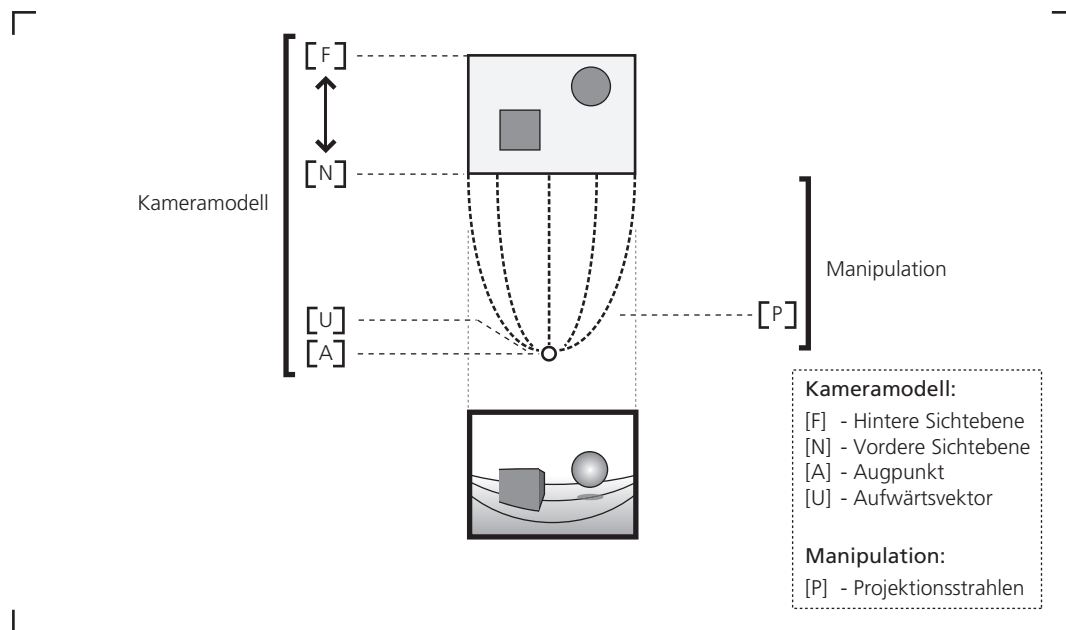 [F]
[N]
Kameramodell
Manipulation
[U]
[P]
[A]
Kameramodell:
[F] - Hintere Sichtebene
[N] - Vordere Sichtebene
[A] - Augpunkt
[U] - Aufwärtsvektor
Manipulation:
[P] - Projektionsstrahlen